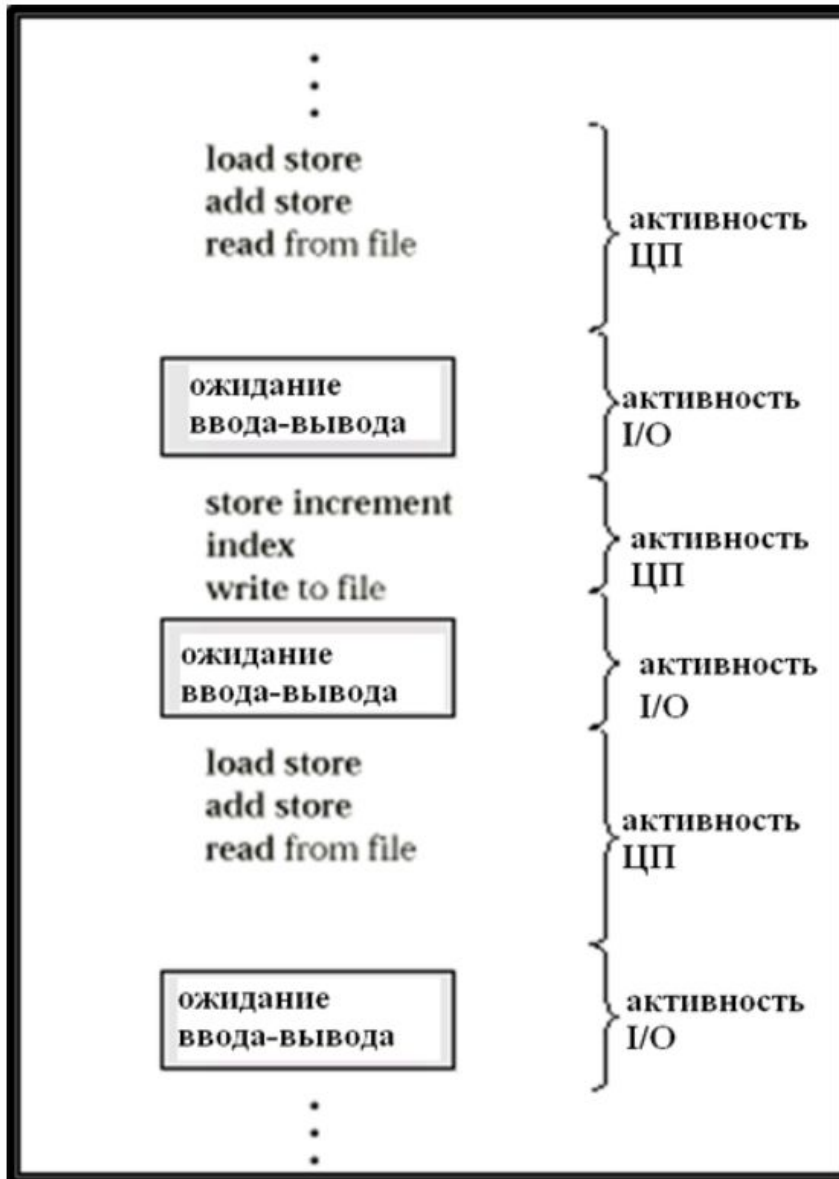 load store
add store
read from file
активность
ЦП
ожидание
ввода-вывода
активность
I/O
store increment
index
write to file
активность
ЦП
ожидание
ввода-вывода
активность
I/O
load store
add store
read from file
активность
ЦП
ожидание
ввода-вывода
активность
I/O